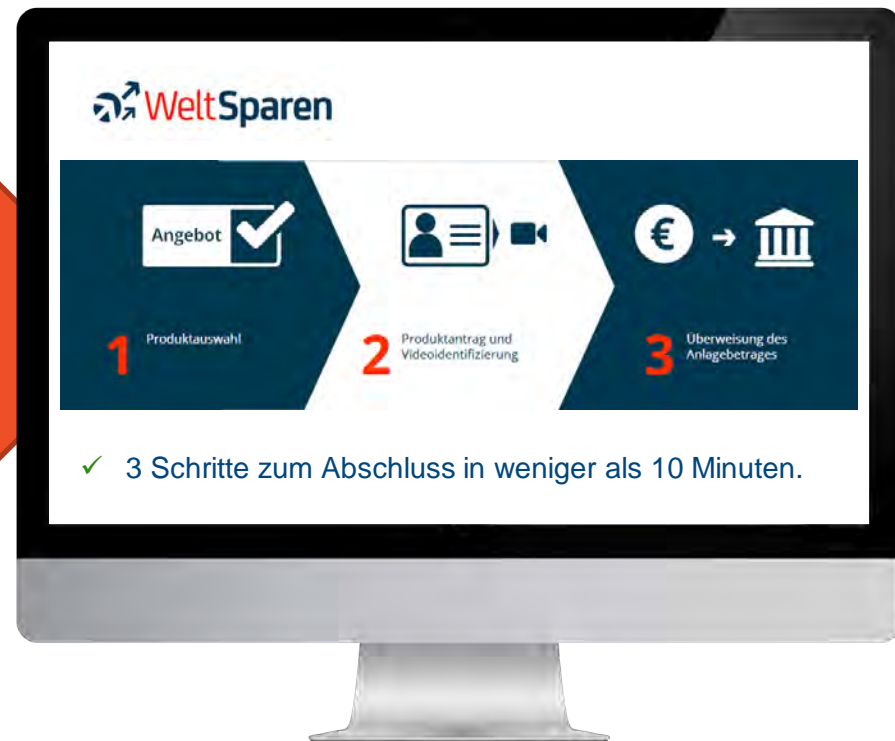 WeltSparen
Angebot
€
1 Produktauswahl
2 Produktantrag und
Videoidentifizierung
3 Überweisung des
Anlagebetrages
✓ 3 Schritte zum Abschluss in weniger als 10 Minuten.